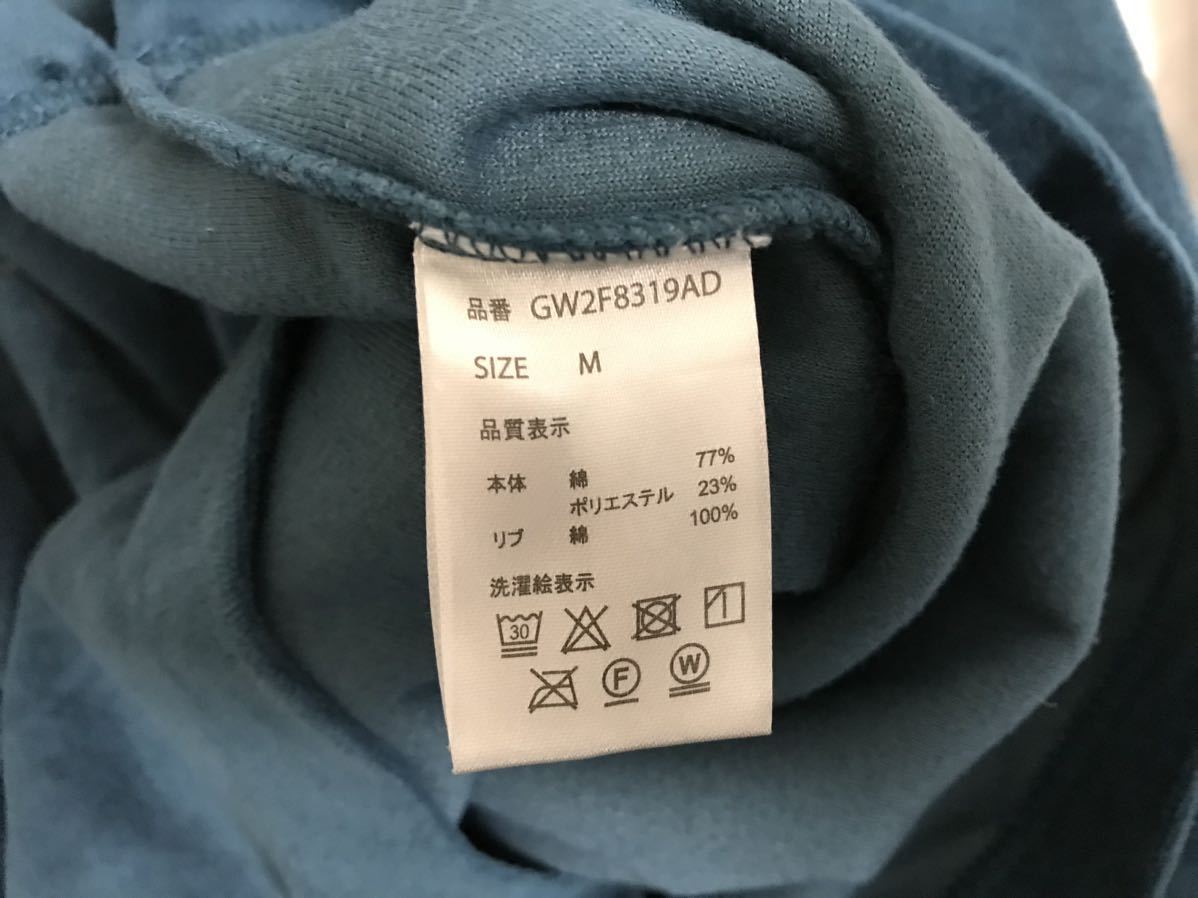 品番 GW2F8319AD
SIZE M
品質表示
本体 綿 77%
ポリエステル 23%
リブ 綿 100%
洗濯絵表示
30
F W